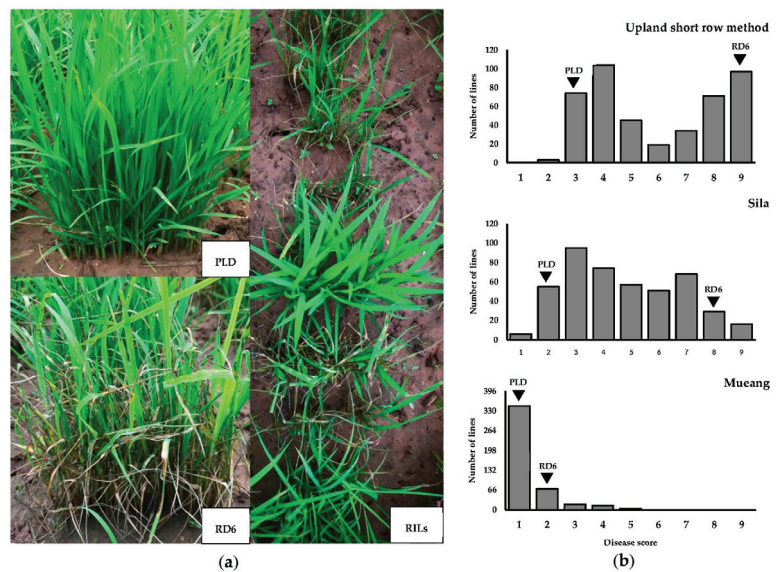 PLD
RD6
RILs
(a)
Upland short row method
Number of lines
120
100
80
60
40
20
0
PLD
RD6
1 2 3 4 5 6 7 8 9
Sila
Number of lines
120
100
80
60
40
20
0
PLD
RD6
1 2 3 4 5 6 7 8 9
Mueang
Number of lines
396
330
264
198
132
66
0
PLD
RD6
1 2 3 4 5 6 7 8 9
Disease score
(b)